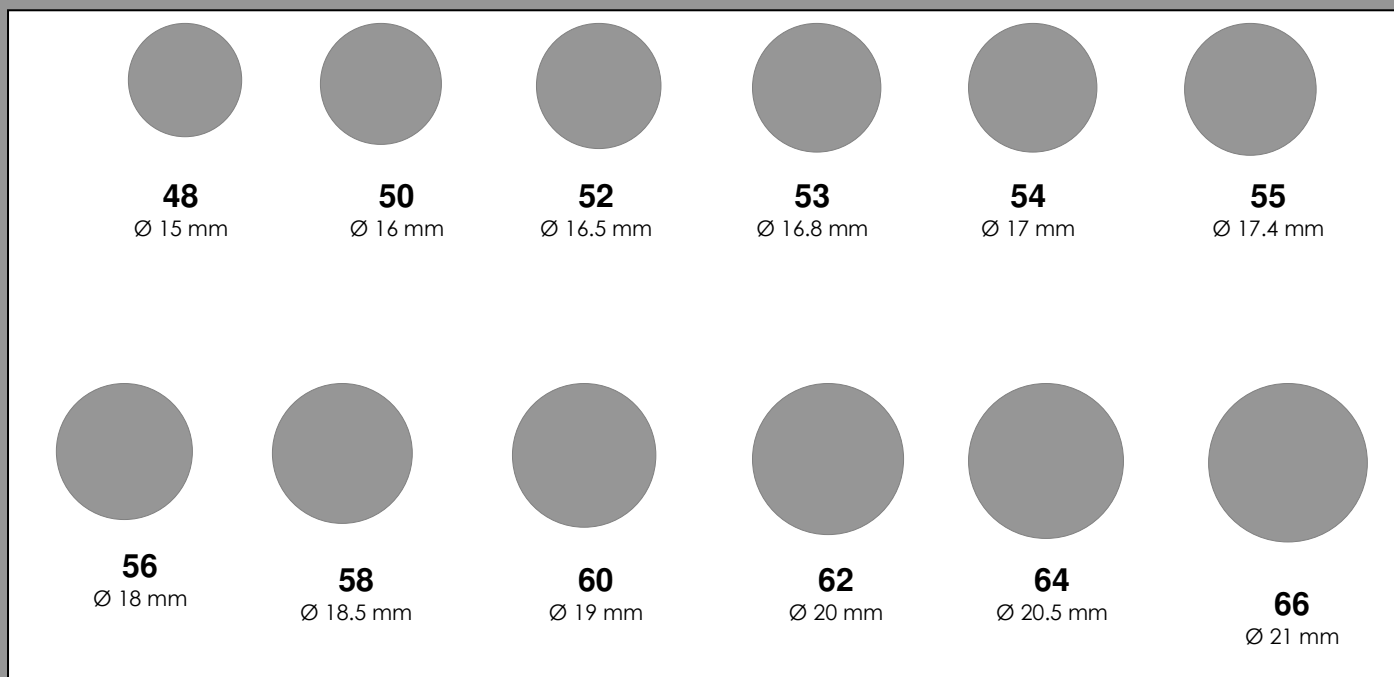 48
Ø 15 mm
50
Ø 16 mm
52
Ø 16.5 mm
53
Ø 16.8 mm
54
Ø 17 mm
55
Ø 17.4 mm
56
Ø 18 mm
58
Ø 18.5 mm
60
Ø 19 mm
62
Ø 20 mm
64
Ø 20.5 mm
66
Ø 21 mm